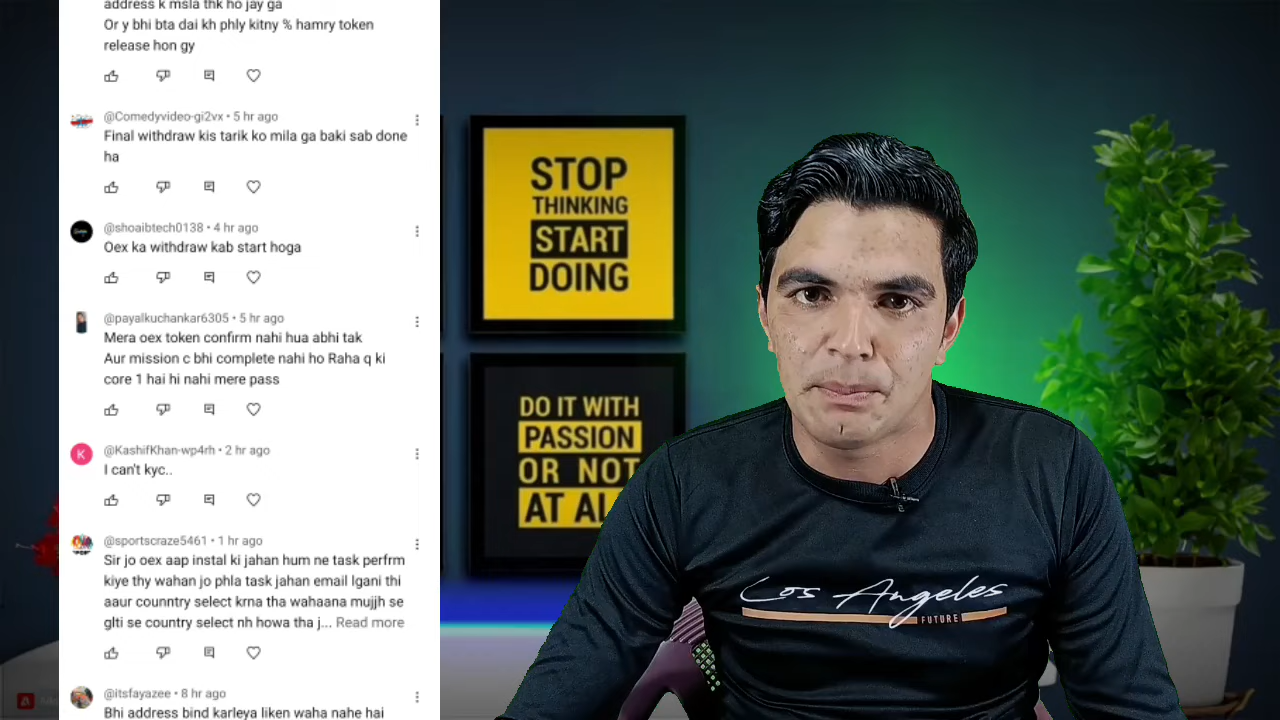 address k msla thk ho jay ga
Or y bhi bta dai kh phly kitny % hamry token
release hon gy
@Comedyvideo-gi2vx • 5 hr ago
Final withdraw kis tarik ko mila ga baki sab done
ha
@shoaibtech0138 • 4 hr ago
Oex ka withdraw kab start hoga
@payalkuchankar6305 • 5 hr ago
Mera oex token confirm nahi hua abhi tak
Aur mission c bhi complete nahi ho Raha q ki
core 1 hai hi nahi mere pass
K
@KashifKhan-wp4rh • 2 hr ago
I can't kyc..
@sportscraze5461 • 1 hr ago
Sir jo oex aap instal ki jahan hum ne task perfrm
kiye thy wahan jo phla task jahan email lgani thi
aaur counntry select krna tha wahaana mujjh se
glti se country select nh howa tha j... Read more
@itsfayazee • 8 hr ago
Bhi address bind karleya liken waha nahe hai
STOP
THINKING
START
DOING
DO IT WITH
PASSION
OR NOT
AT AL
Los Angeles
FUTURE